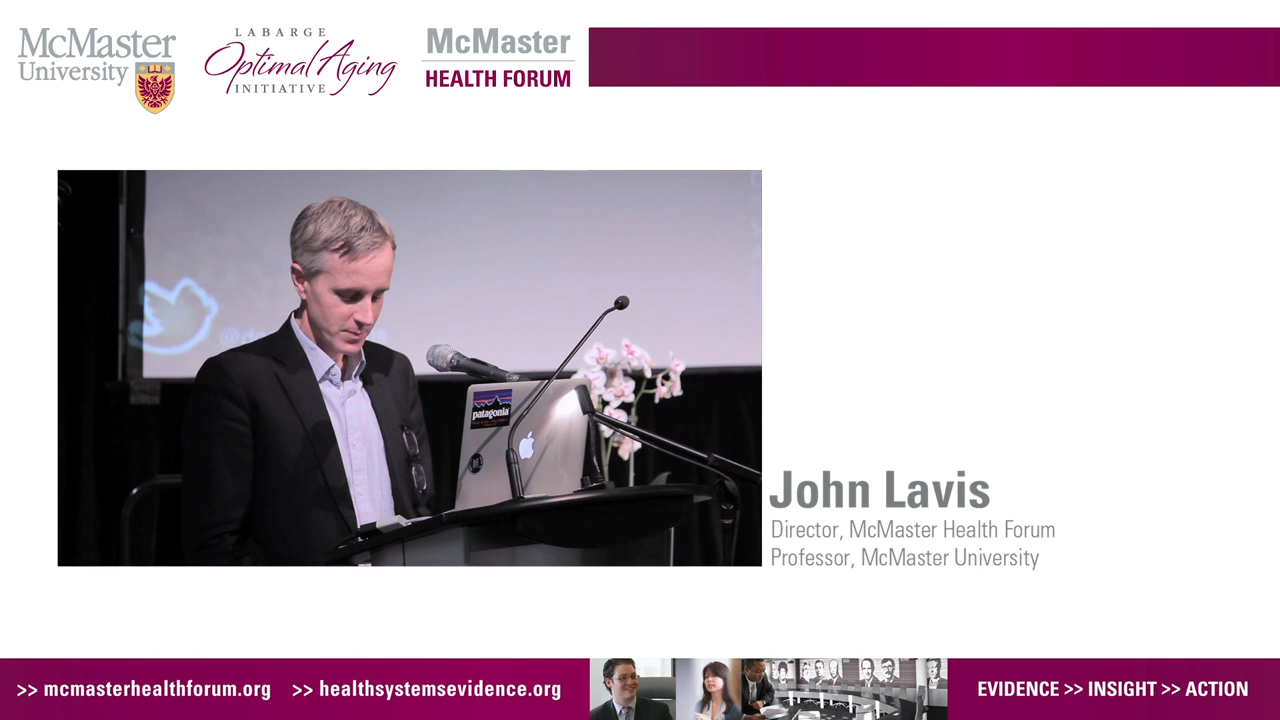 McMaster
University
LABARGE
Optimal Aging
INITIATIVE
McMaster
HEALTH FORUM
patagonia
John Lavis
Director, McMaster Health Forum
Professor, McMaster University
>> mcmasterhealthforum.org >> healthsystemsevidence.org
EVIDENCE >> INSIGHT >> ACTION